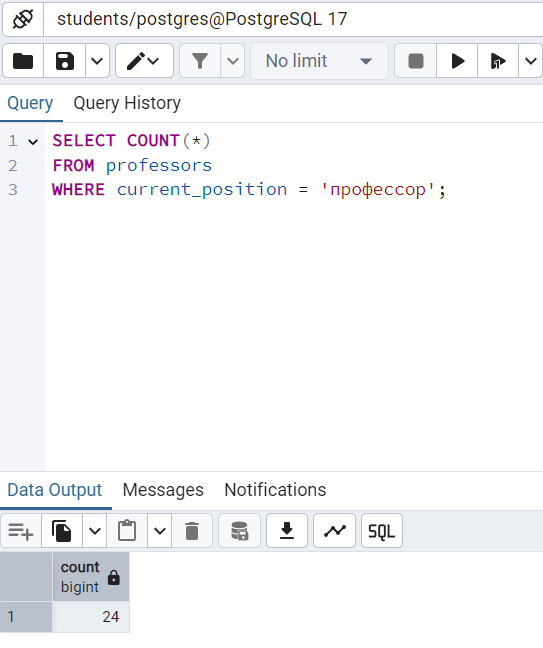 students/postgres@PostgreSQL 17
No limit
Query Query History
1 SELECT COUNT(*)
2 FROM professors
3 WHERE current_position = 'профессор';
Data Output Messages Notifications
SQL
count
bigint
1 24